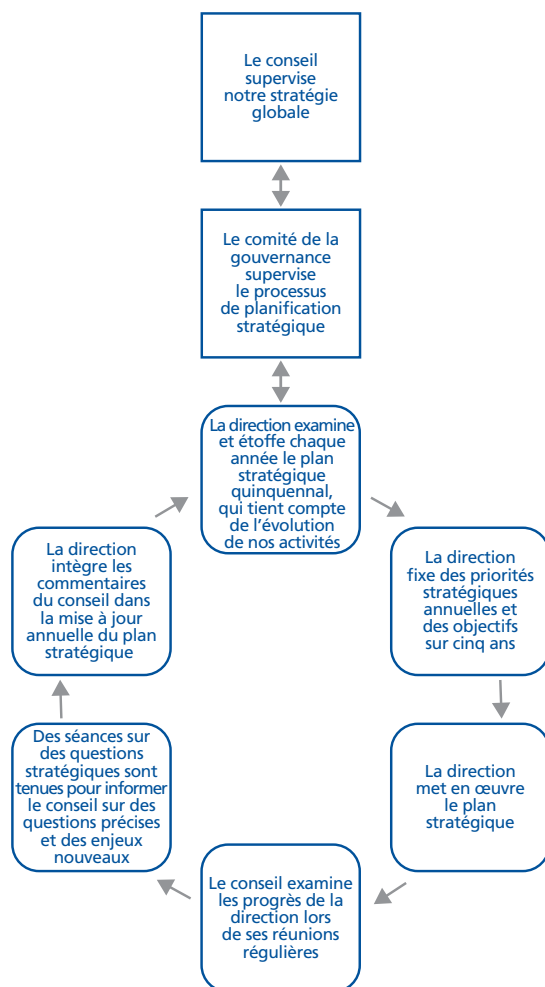 Le conseil
supervise
notre stratégie
globale
Le comité de la
gouvernance
supervise
le processus
de planification
stratégique
La direction examine
et étoffe chaque
année le plan
stratégique
quinquennal,
qui tient compte
de l'évolution
de nos activités
La direction
fixe des priorités
stratégiques
annuelles et
des objectifs
sur cinq ans
La direction
met en œuvre
le plan
stratégique
Le conseil examine
les progrès de la
direction lors
de ses réunions
régulières
Des séances sur
des questions
stratégiques sont
tenues pour informer
le conseil sur des
questions précises
et des enjeux
nouveaux
La direction
intègre les
commentaires
du conseil dans
la mise à jour
annuelle du plan
stratégique